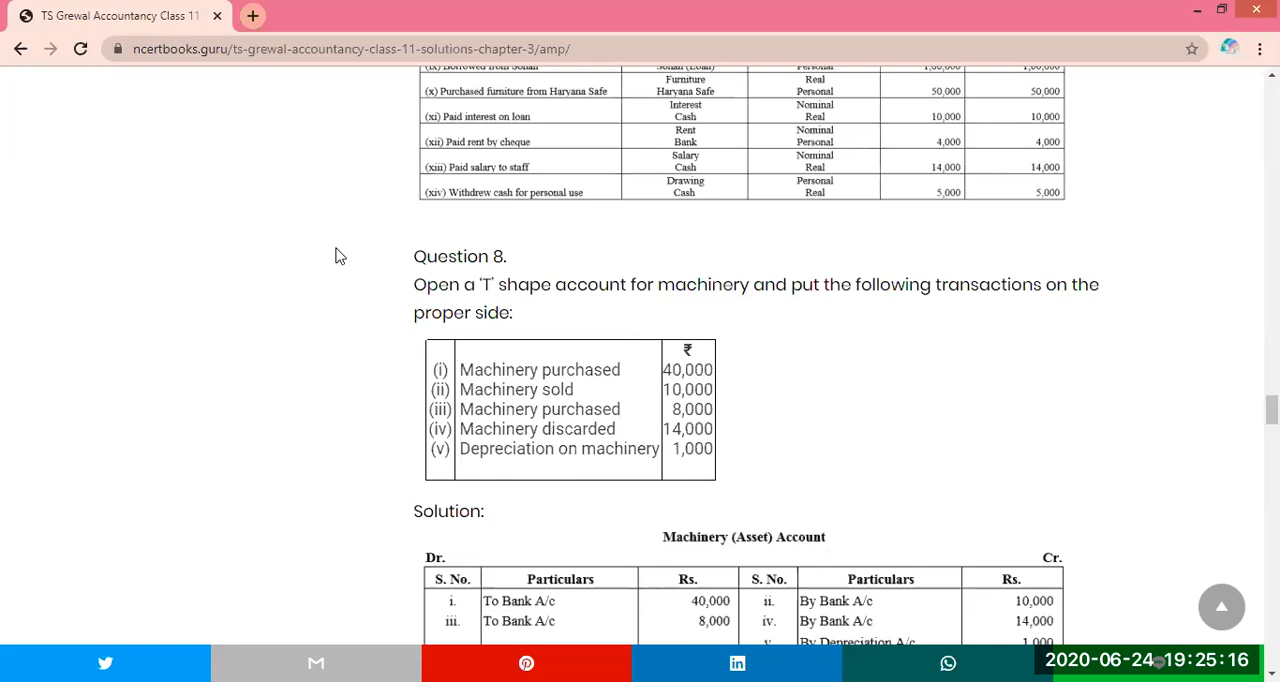 TS Grewal Accountancy Class 11
ncertbooks.guru/ts-grewal-accountancy-class-11-solutions-chapter-3/amp/
Furniture Real
(x) Purchased furniture from Haryana Safe Haryana Safe Personal 50,000 50,000
Interest Nominal
(xi) Paid interest on loan Cash Real 10,000 10,000
Rent Nominal
(xii) Paid rent by cheque Bank Personal 4,000 4,000
Salary Nominal
(xiii) Paid salary to staff Cash Real 14,000 14,000
Drawing Personal
(xiv) Withdrew cash for personal use Cash Real 5,000 5,000
Question 8.
Open a ‘T’ shape account for machinery and put the following transactions on the
proper side:
₹
(i) Machinery purchased 40,000
(ii) Machinery sold 10,000
(iii) Machinery purchased 8,000
(iv) Machinery discarded 14,000
(v) Depreciation on machinery 1,000
Solution:
Machinery (Asset) Account
Dr. Cr.
S. No. Particulars Rs. S. No. Particulars Rs.
i. To Bank A/c 40,000 ii. By Bank A/c 10,000
iii. To Bank A/c 8,000 iv. By Bank A/c 14,000
v. By Depreciation A/c 1,000
2020-06-24 19:25:16